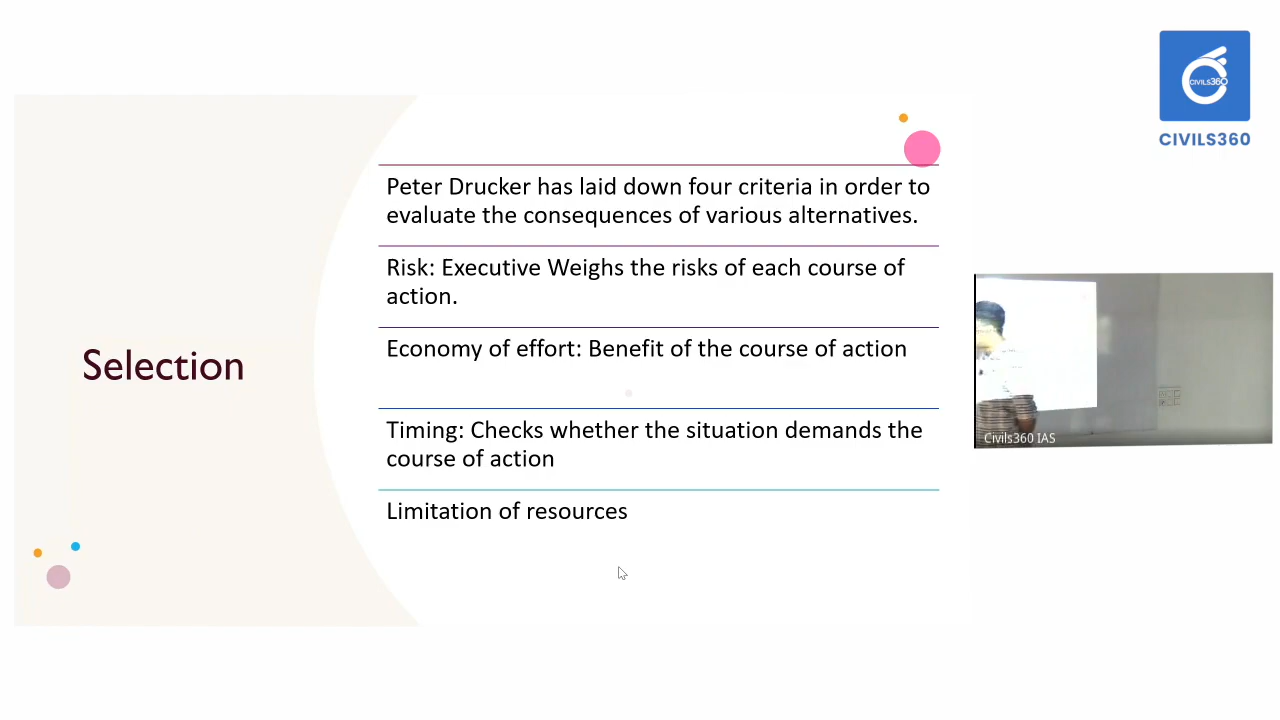 CIVILS360
CIVILS360
Peter Drucker has laid down four criteria in order to
evaluate the consequences of various alternatives.
Risk: Executive Weighs the risks of each course of
action.
Economy of effort: Benefit of the course of action
Selection
Timing: Checks whether the situation demands the
course of action
Civils360 IAS
Limitation of resources